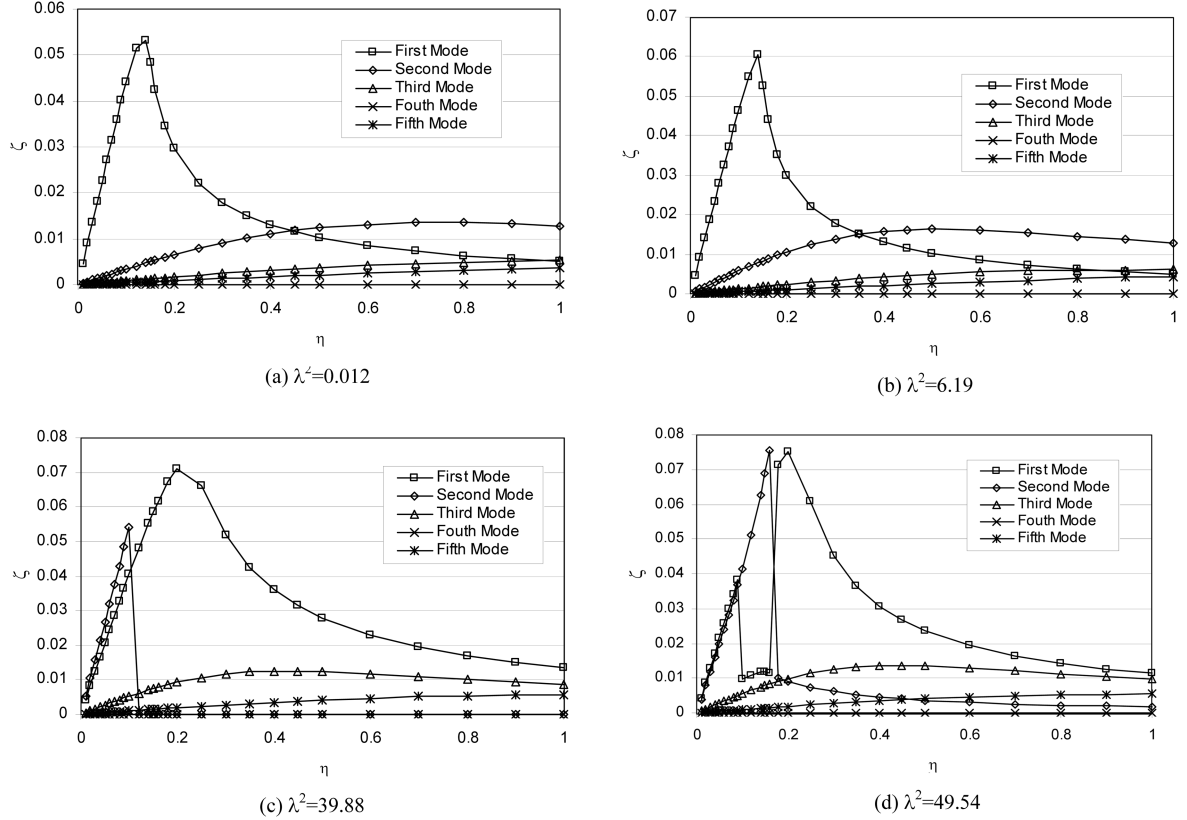 0.06
0.05
0.04
0.03
0.02
0.01
0
ζ
First Mode
Second Mode
Third Mode
Fouth Mode
Fifth Mode
0 0.2 0.4 0.6 0.8 1
η
(a) λ²=0.012
0.07
0.06
0.05
0.04
0.03
0.02
0.01
0
ζ
First Mode
Second Mode
Third Mode
Fouth Mode
Fifth Mode
0 0.2 0.4 0.6 0.8 1
η
(b) λ²=6.19
0.08
0.07
0.06
0.05
0.04
0.03
0.02
0.01
0
ζ
First Mode
Second Mode
Third Mode
Fouth Mode
Fifth Mode
0 0.2 0.4 0.6 0.8 1
η
(c) λ²=39.88
0.08
0.07
0.06
0.05
0.04
0.03
0.02
0.01
0
ζ
First Mode
Second Mode
Third Mode
Fouth Mode
Fifth Mode
0 0.2 0.4 0.6 0.8 1
η
(d) λ²=49.54